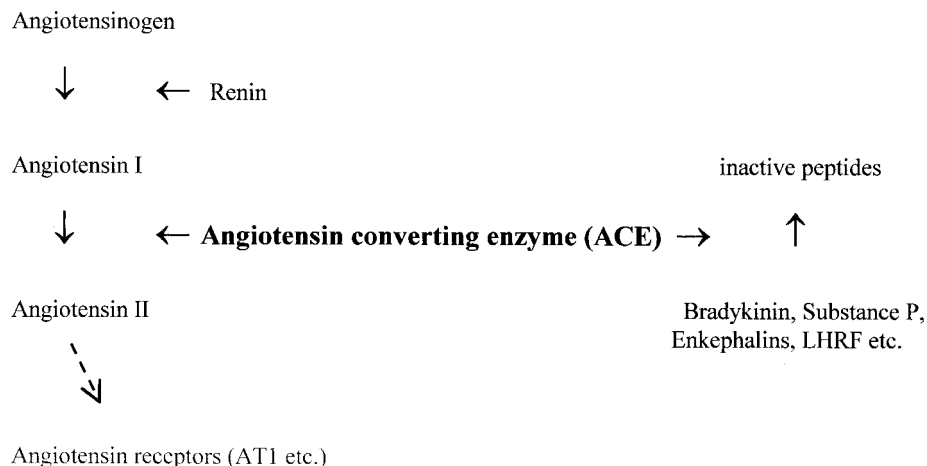 Angiotensinogen
↓ ← Renin
Angiotensin I inactive peptides
↓ ← Angiotensin converting enzyme (ACE) → ↑
Angiotensin II Bradykinin, Substance P,
Enkephalins, LHRF etc.
Angiotensin receptors (AT1 etc.)